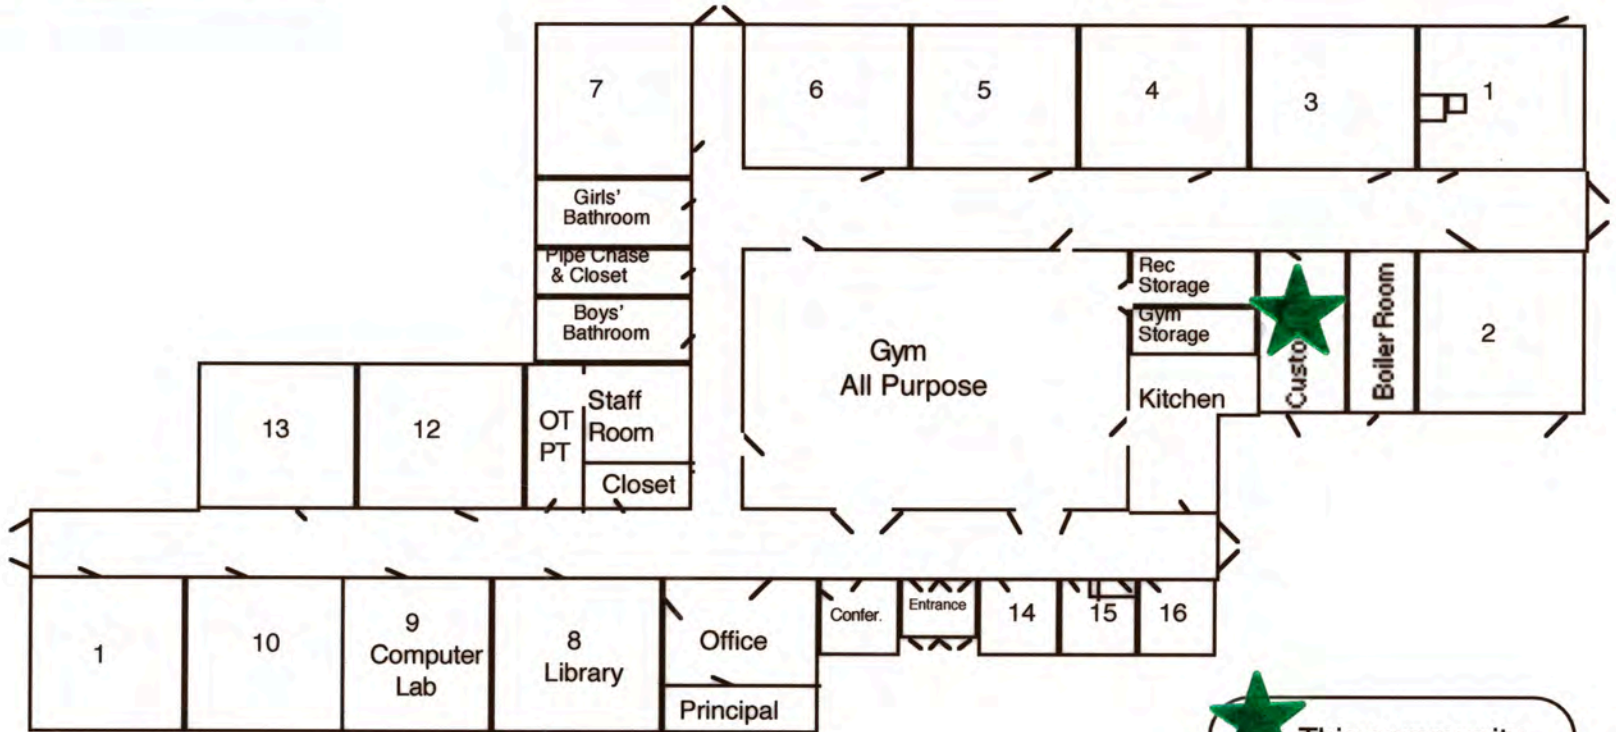 7
6
5
4
3
1
Girls'
Bathroom
Pipe Chase
& Closet
Boys'
Bathroom
Rec
Storage
Gym
Storage
Kitchen
Custo
Boiler Room
2
Gym
All Purpose
13
12
OT
PT
Staff
Room
Closet
1
10
9
Computer
Lab
8
Library
Office
Principal
Confer.
Entrance
14
15
16